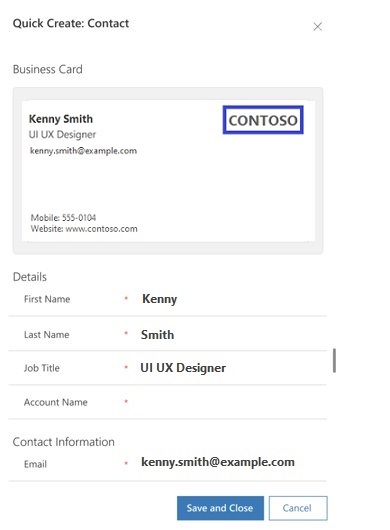 Quick Create: Contact
Business Card
Kenny Smith
CONTOSO
UI UX Designer
kenny.smith@example.com
Mobile: 555-0104
Website: www.contoso.com
Details
First Name * Kenny
Last Name * Smith
Job Title * UI UX Designer
Account Name *
Contact Information
Email * kenny.smith@example.com
Save and Close Cancel